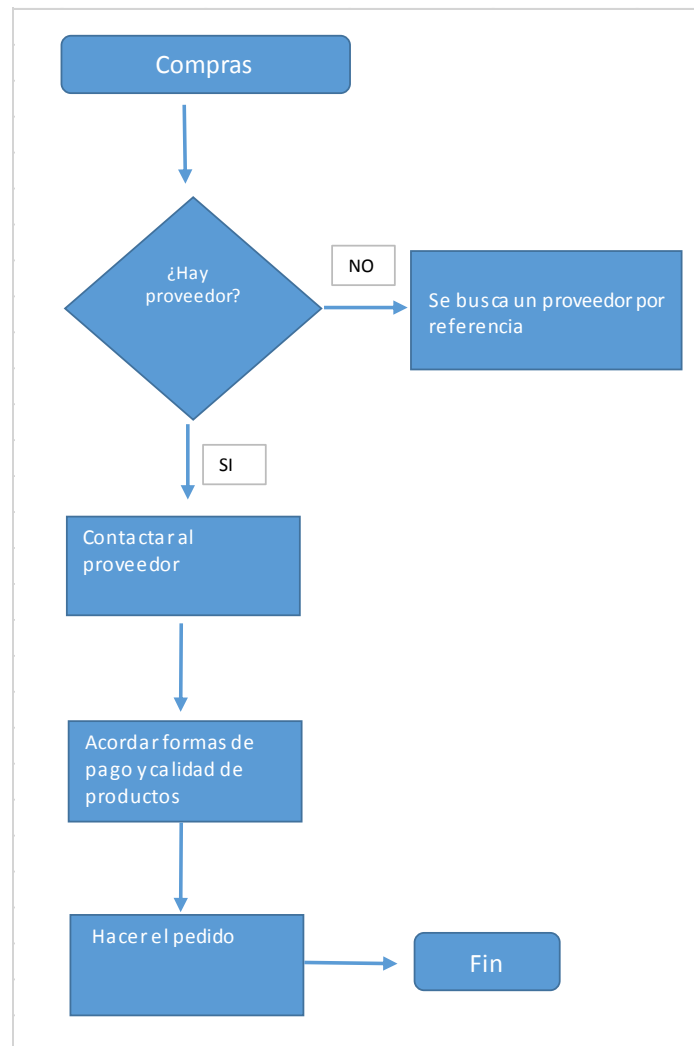 Compras
¿Hay
proveedor?
NO
Se busca un proveedor por
referencia
SI
Contactar al
proveedor
Acordar formas de
pago y calidad de
productos
Hacer el pedido
Fin